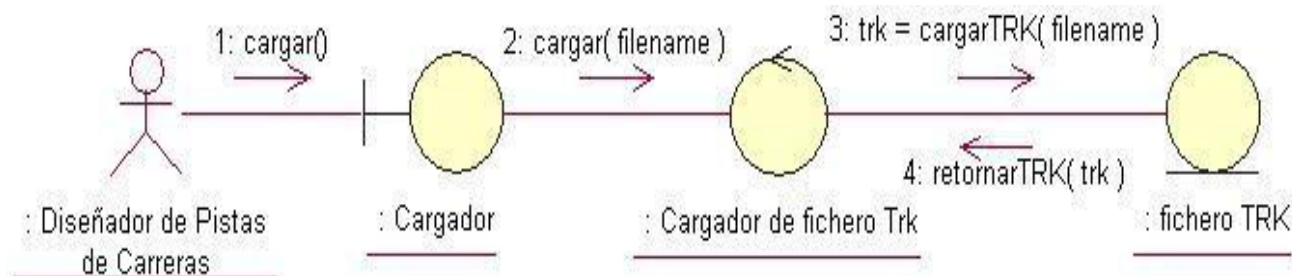 1: cargar()
2: cargar( filename )
3: trk = cargarTRK( filename )
4: retornarTRK( trk )
: Diseñador de Pistas
de Carreras
: Cargador
: Cargador de fichero Trk
: fichero TRK